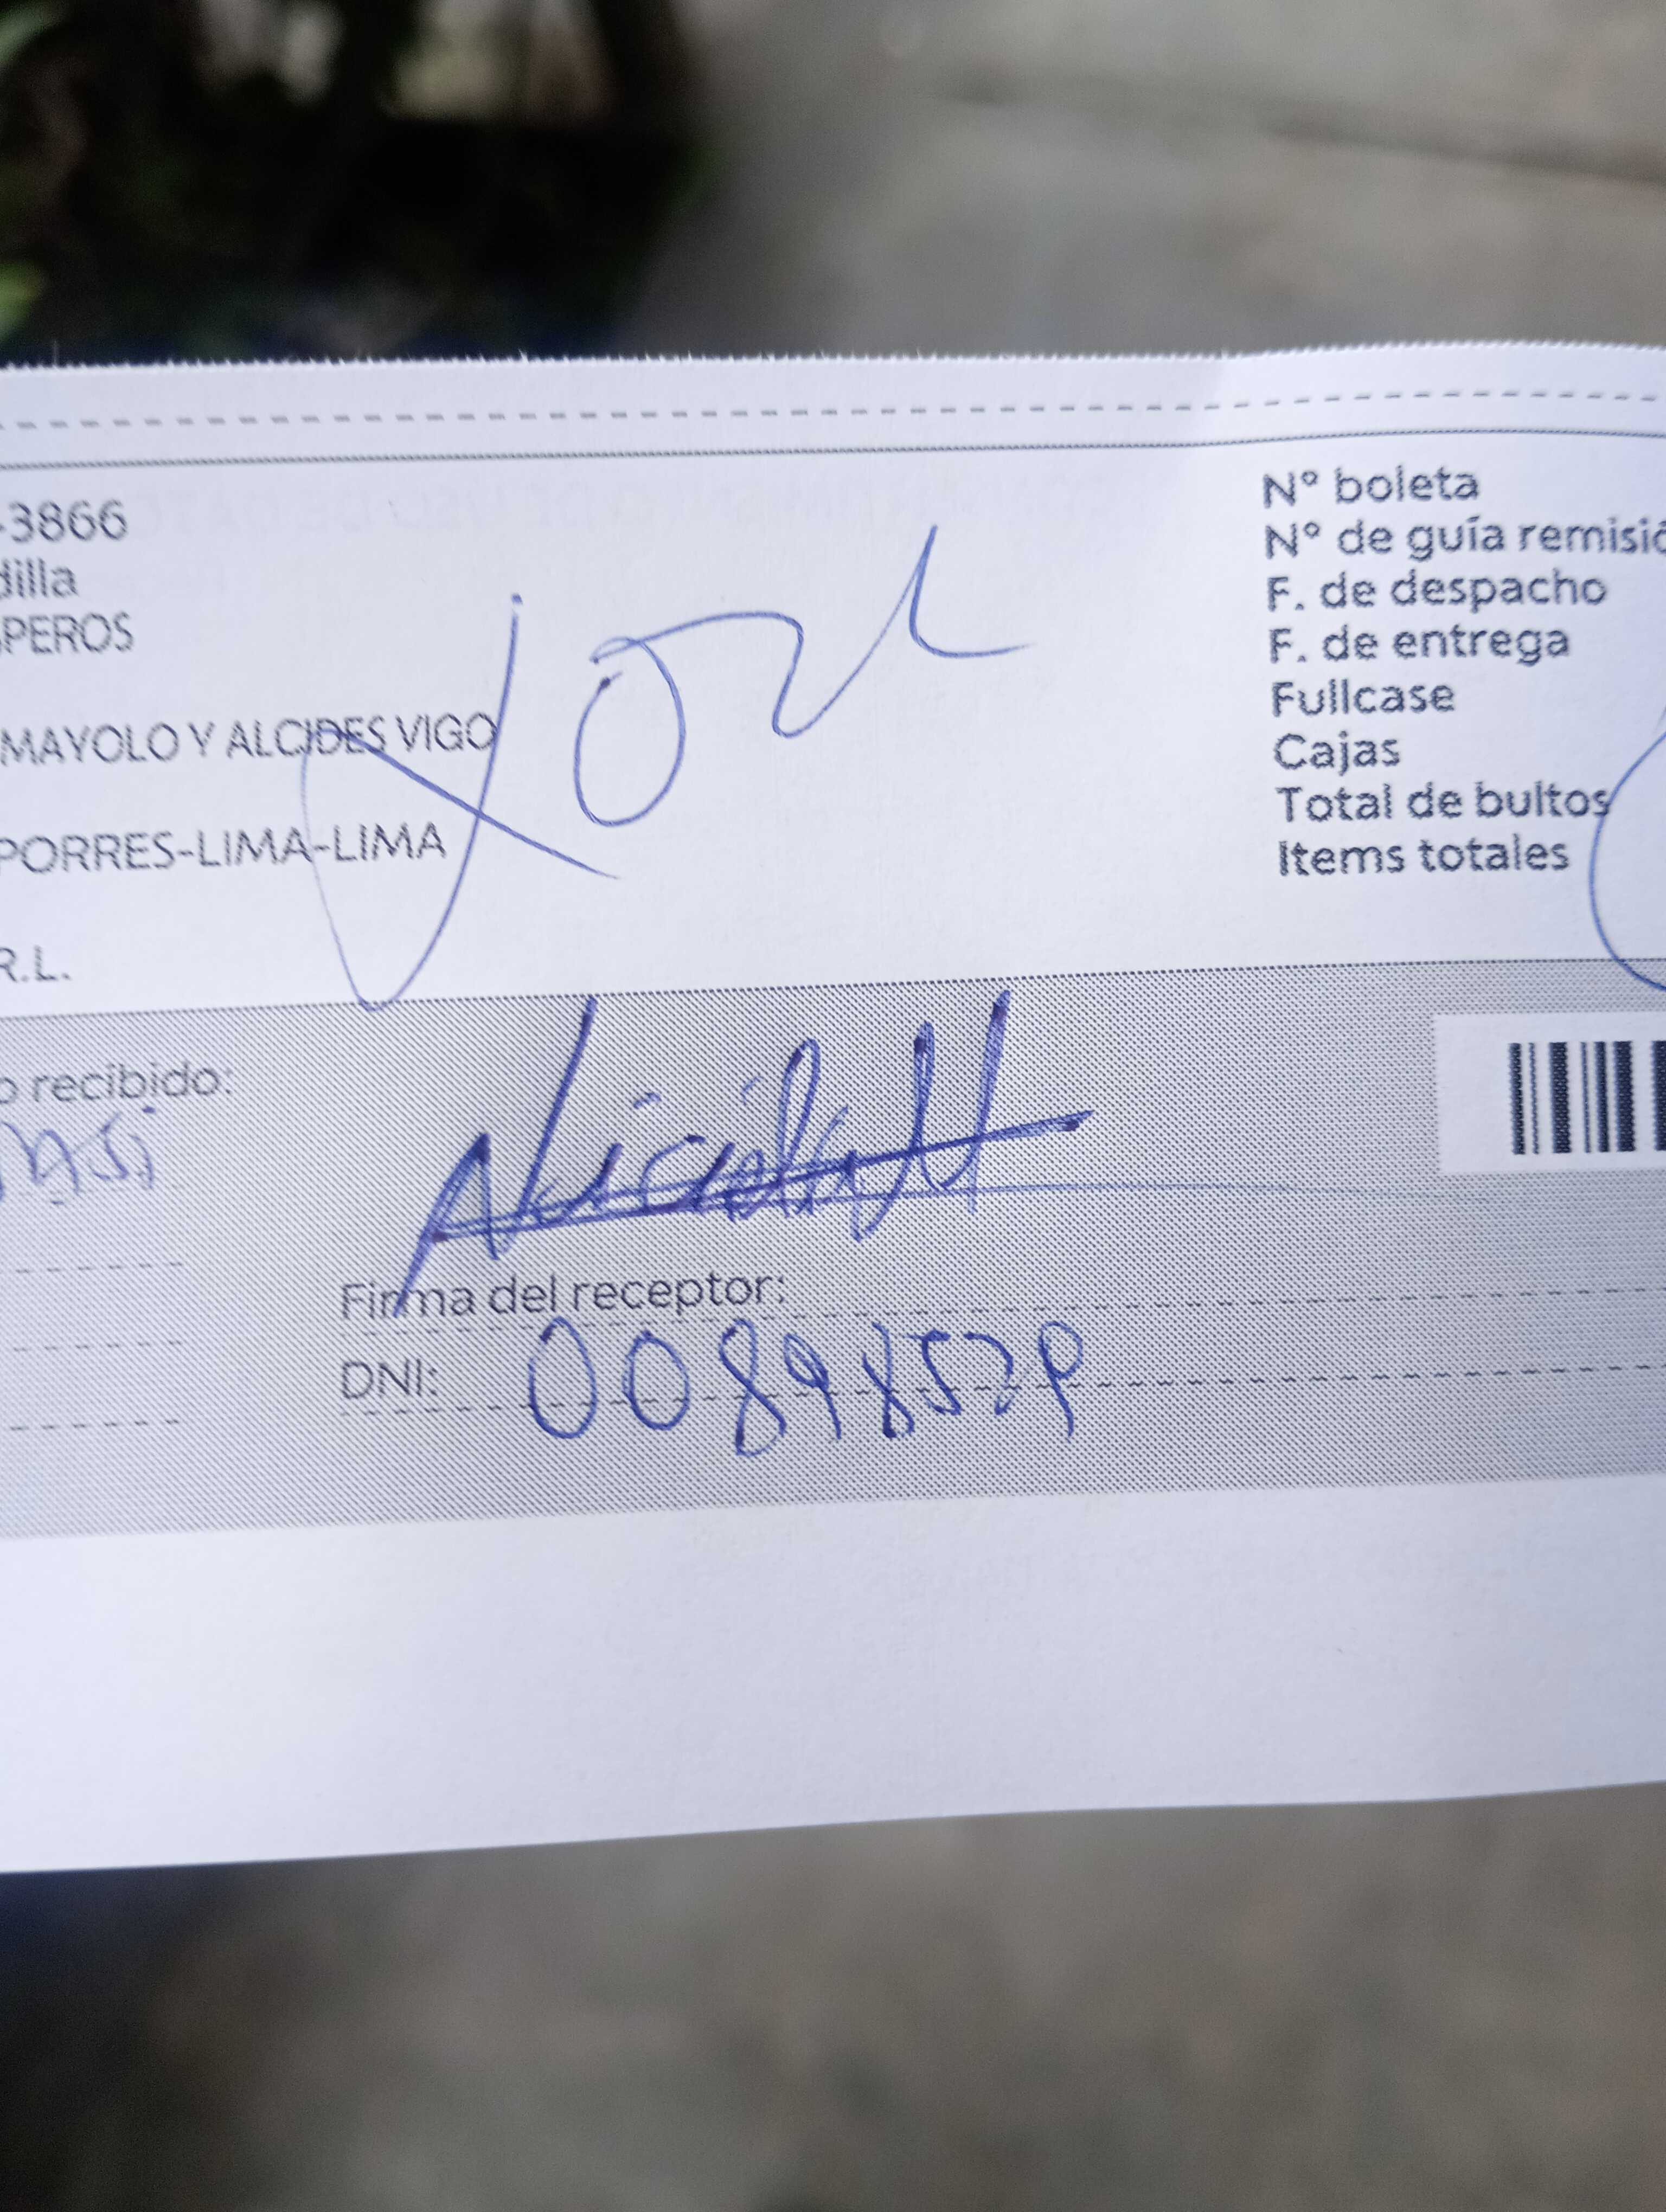 -3866
dilla
PEROS
MAYOLO Y ALCIDES VIGO
PORRES-LIMA-LIMA
R.L.
N° boleta
N° de guía remisió
F. de despacho
F. de entrega
Fullcase
Cajas
Total de bultos
Items totales
o recibido:
Firma del receptor:
DNI: